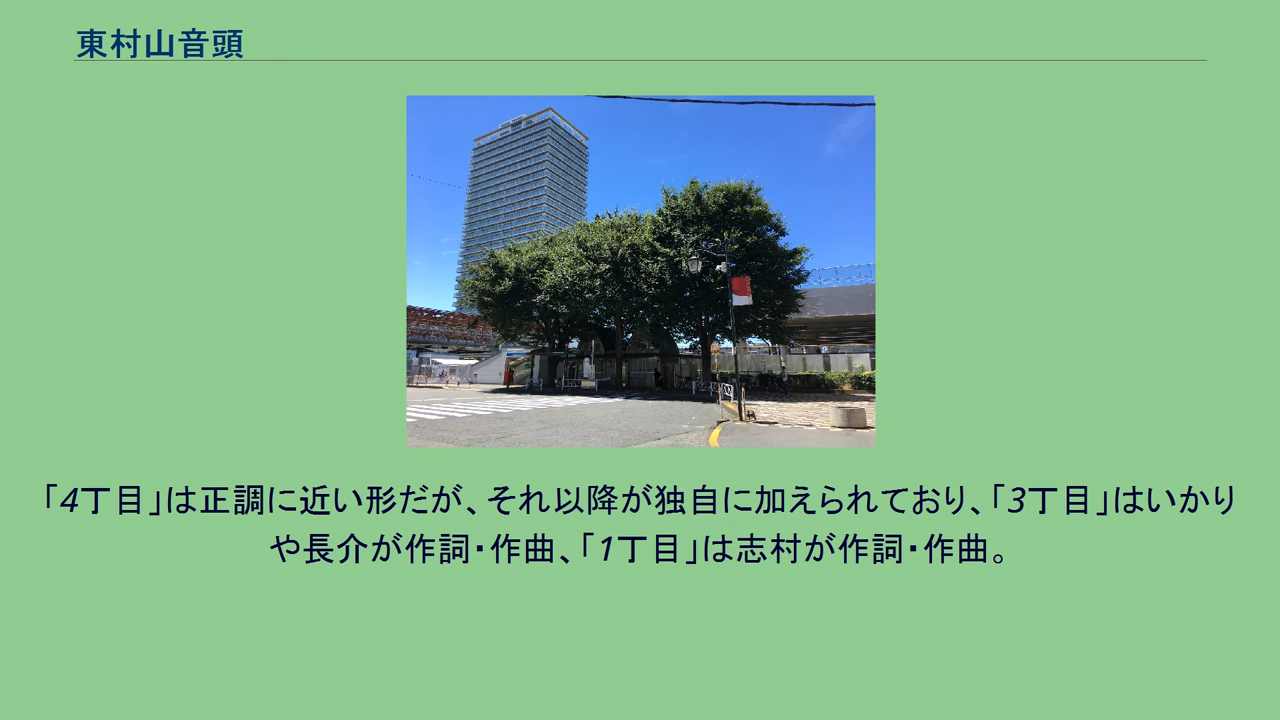 東村山音頭
「4丁目」は正調に近い形だが、それ以降が独自に加えられており、「3丁目」はいかり
や長介が作詞・作曲、「1丁目」は志村が作詞・作曲。